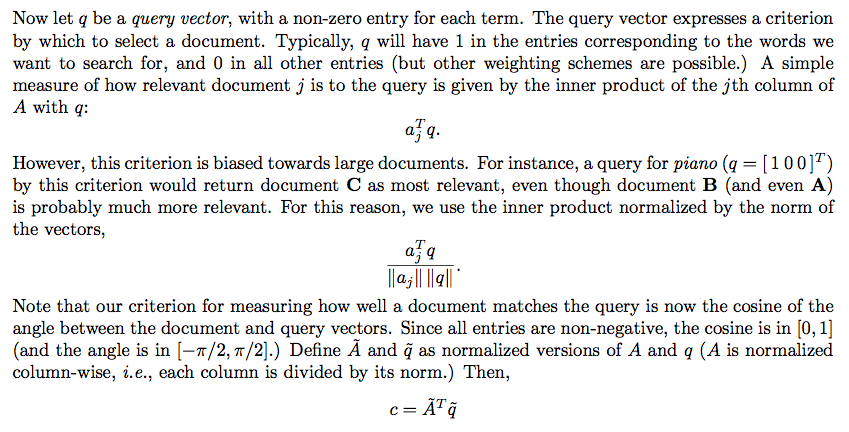 Now let q be a query vector, with a non-zero entry for each term. The query vector expresses a criterion
by which to select a document. Typically, q will have 1 in the entries corresponding to the words we
want to search for, and 0 in all other entries (but other weighting schemes are possible.) A simple
measure of how relevant document j is to the query is given by the inner product of the jth column of
A with q:
a_j^T q.
However, this criterion is biased towards large documents. For instance, a query for piano (q = [1 0 0]^T)
by this criterion would return document C as most relevant, even though document B (and even A)
is probably much more relevant. For this reason, we use the inner product normalized by the norm of
the vectors,
a_j^T q
‖a_j‖ ‖q‖ .
Note that our criterion for measuring how well a document matches the query is now the cosine of the
angle between the document and query vectors. Since all entries are non-negative, the cosine is in [0, 1]
(and the angle is in [−π/2, π/2].) Define Ã and q̃ as normalized versions of A and q (A is normalized
column-wise, i.e., each column is divided by its norm.) Then,
c = Ã^T q̃